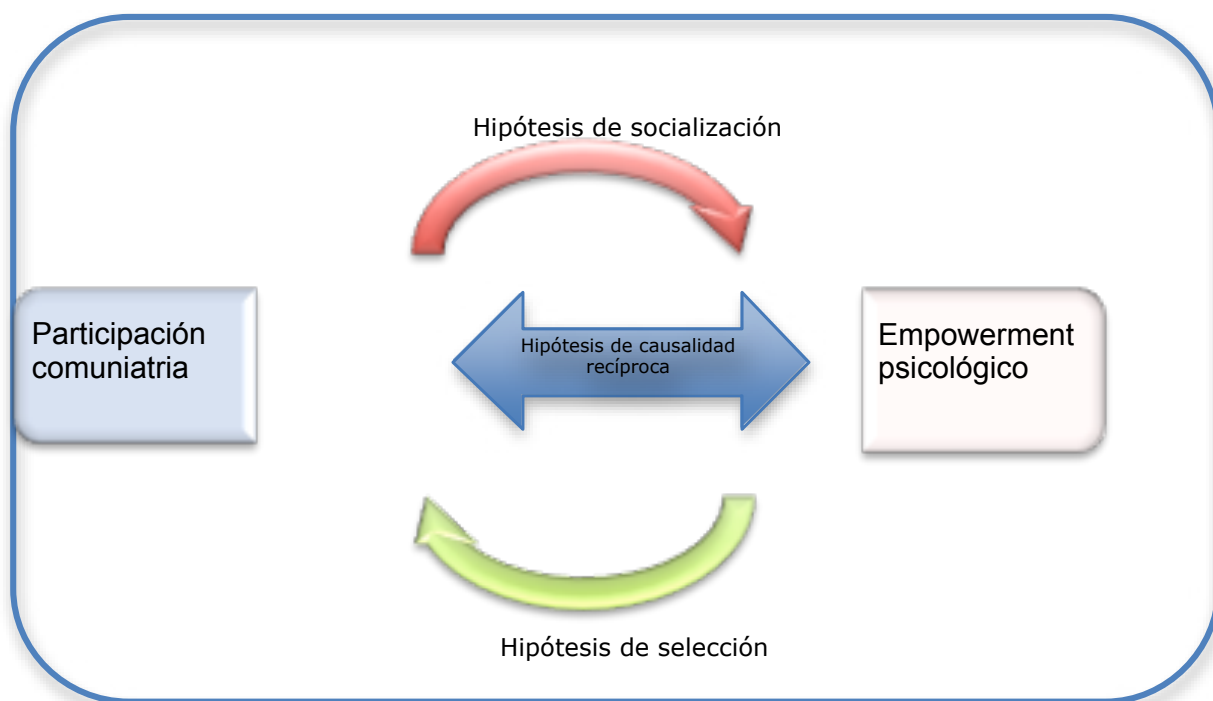 Hipótesis de socialización
Participación
comuniatria
Hipótesis de causalidad
recíproca
Empowerment
psicológico
Hipótesis de selección